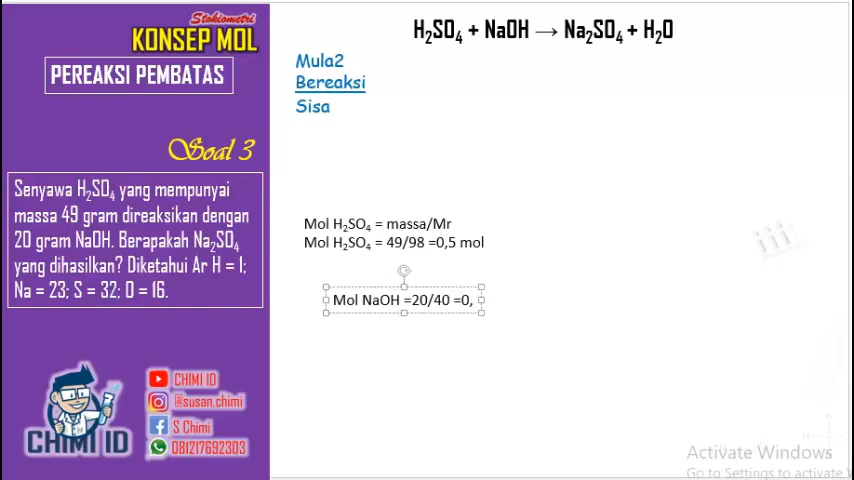 Stokiometri
KONSEP MOL
PEREAKSI PEMBATAS
Soal 3
Senyawa H₂SO₄ yang mempunyai
massa 49 gram direaksikan dengan
20 gram NaOH. Berapakah Na₂SO₄
yang dihasilkan? Diketahui Ar H = 1;
Na = 23; S = 32; O = 16.
CHIMI ID
CHIMI ID
@susan.chimi
S Chimi
081217692303
H₂SO₄ + NaOH → Na₂SO₄ + H₂O
Mula2
Bereaksi
Sisa
Mol H₂SO₄ = massa/Mr
Mol H₂SO₄ = 49/98 =0,5 mol
Mol NaOH =20/40 =0,
Activate Windows
Go to Settings to activate